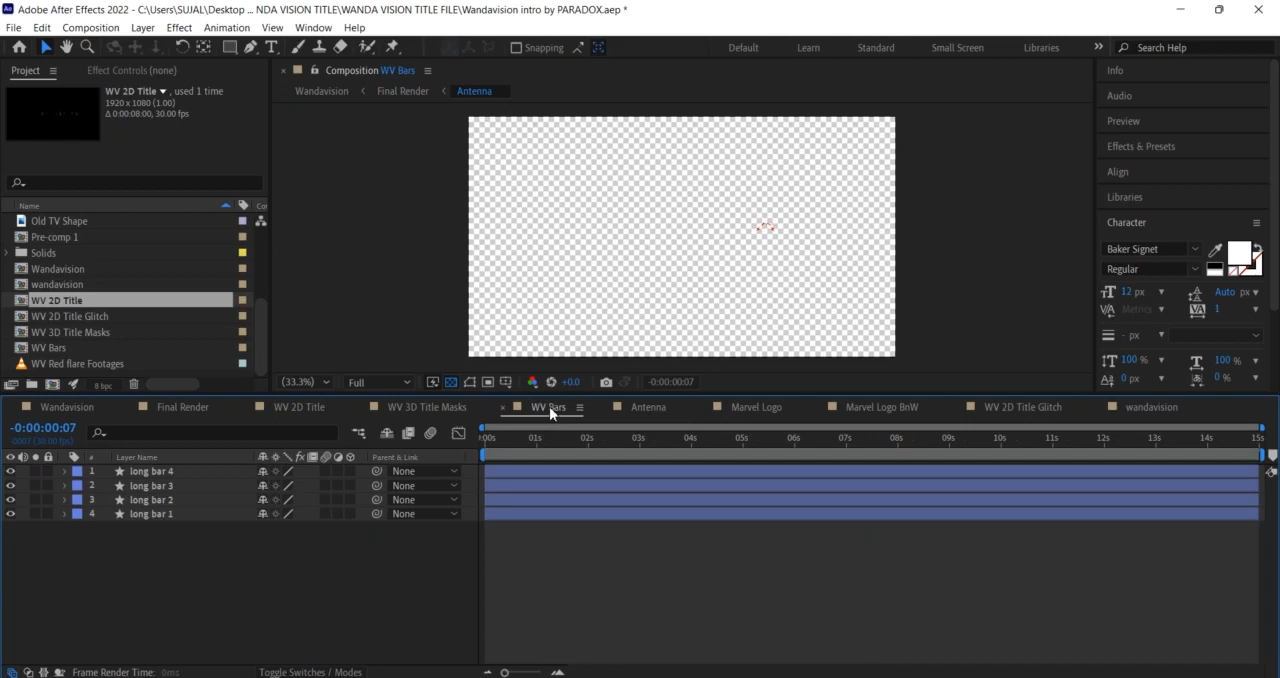 Adobe After Effects 2022 - C:\Users\SUJAL\Desktop ... NDA VISION TITLE\WANDA VISION TITLE FILE\Wandavision intro by PARADOX.aep *
File Edit Composition Layer Effect Animation View Window Help
Snapping Default Learn Standard Small Screen Libraries Search Help
Project Effect Controls (none) Composition WV Bars Info
WV 2D Title , used 1 time
1920 x 1080 (1.00)
Δ 0:00:08:00, 30.00 fps
Wandavision Final Render Antenna
Audio
Preview
Effects & Presets
Align
Libraries
Character
Name
Old TV Shape
Pre-comp 1
Solids
Wandavision
wandavision
WV 2D Title
WV 2D Title Glitch
WV 3D Title Masks
WV Bars
WV Red flare Footages
8 bpc
Baker Signet
Regular
12 px Auto px
Metrics 1
- px
100 % 100 %
0 px 0 %
(33.3%) Full +0.0 -0:00:00:07
Wandavision Final Render WV 2D Title WV 3D Title Masks WV Bars Antenna Marvel Logo Marvel Logo BnW WV 2D Title Glitch wandavision
-0:00:00:07
-0007 (30.00 fps)
:00s 01s 02s 03s 04s 05s 06s 07s 08s 09s 10s 11s 12s 13s 14s 15s
# Layer Name Parent & Link
1 long bar 4 None
2 long bar 3 None
3 long bar 2 None
4 long bar 1 None
Frame Render Time: 0ms Toggle Switches / Modes